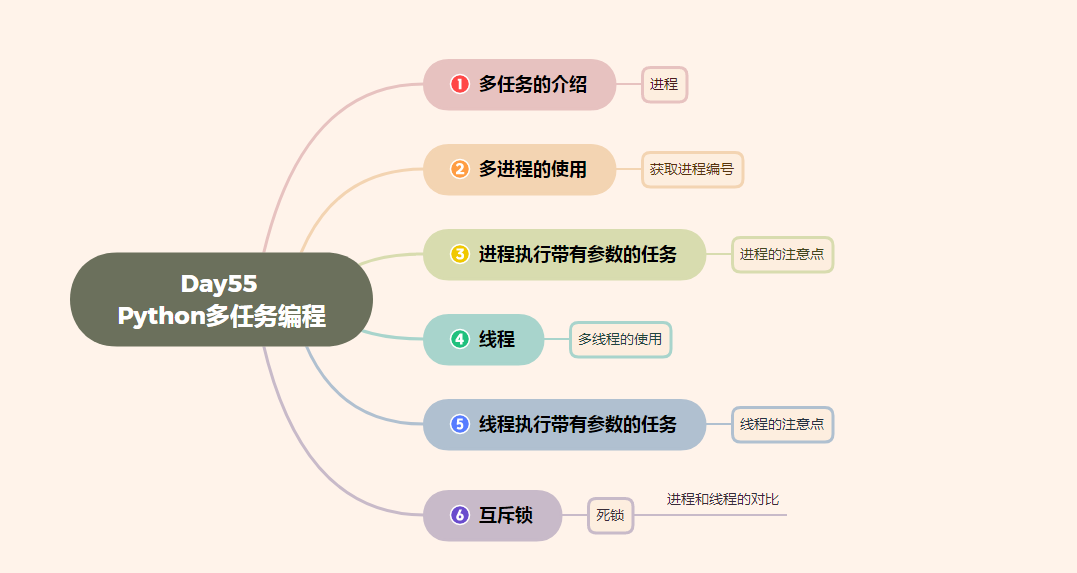 Day55
Python多任务编程
1 多任务的介绍
进程
2 多进程的使用
获取进程编号
3 进程执行带有参数的任务
进程的注意点
4 线程
多线程的使用
5 线程执行带有参数的任务
线程的注意点
6 互斥锁
死锁
进程和线程的对比